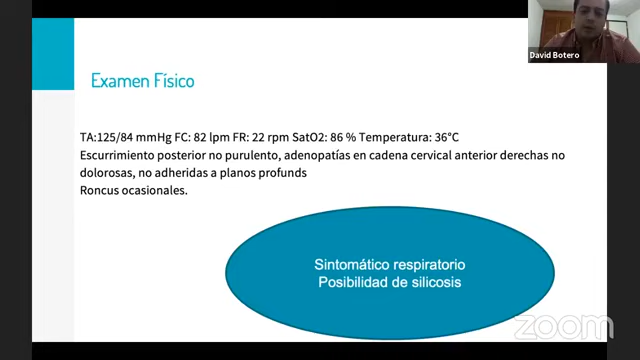 David Botero
Examen Físico
TA:125/84 mmHg FC: 82 lpm FR: 22 rpm SatO2: 86 % Temperatura: 36°C
Escurrimiento posterior no purulento, adenopatías en cadena cervical anterior derechas no
dolorosas, no adheridas a planos profunds
Roncus ocasionales.
Sintomático respiratorio
Posibilidad de silicosis
zoom